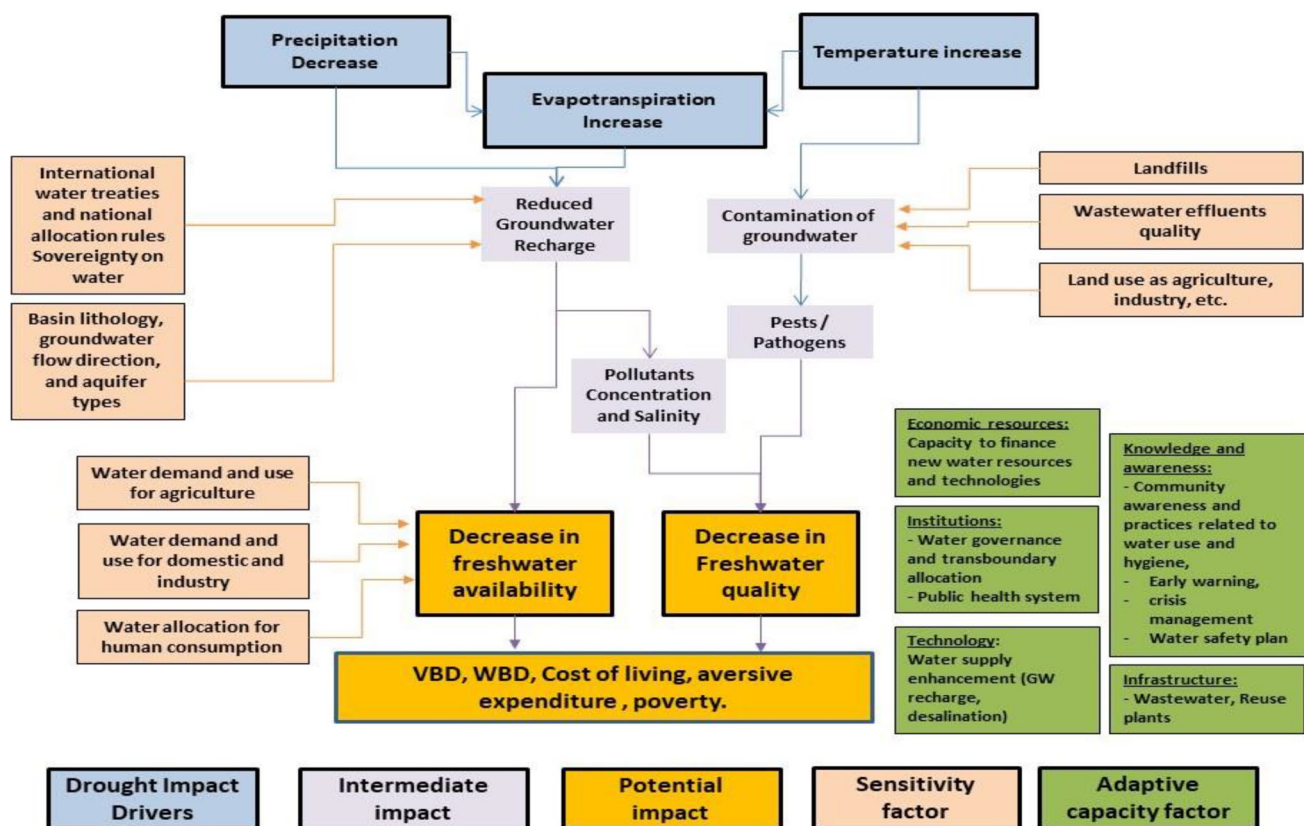 Precipitation
Decrease
Temperature increase
Evapotranspiration
Increase
International
water treaties
and national
allocation rules
Sovereignty on
water
Reduced
Groundwater
Recharge
Contamination of
groundwater
Landfills
Wastewater effluents
quality
Land use as agriculture,
industry, etc.
Basin lithology,
groundwater
flow direction,
and aquifer
types
Pests /
Pathogens
Pollutants
Concentration
and Salinity
Water demand and use
for agriculture
Water demand and
use for domestic and
industry
Water allocation for
human consumption
Decrease in
freshwater
availability
Decrease in
Freshwater
quality
VBD, WBD, Cost of living, aversive
expenditure , poverty.
Economic resources:
Capacity to finance
new water resources
and technologies
Institutions:
- Water governance
and transboundary
allocation
- Public health system
Technology:
Water supply
enhancement (GW
recharge,
desalination)
Knowledge and
awareness:
- Community
awareness and
practices related to
water use and
hygiene,
- Early warning,
- crisis
management
- Water safety plan
Infrastructure:
- Wastewater, Reuse
plants
Drought Impact
Drivers
Intermediate
impact
Potential
impact
Sensitivity
factor
Adaptive
capacity factor